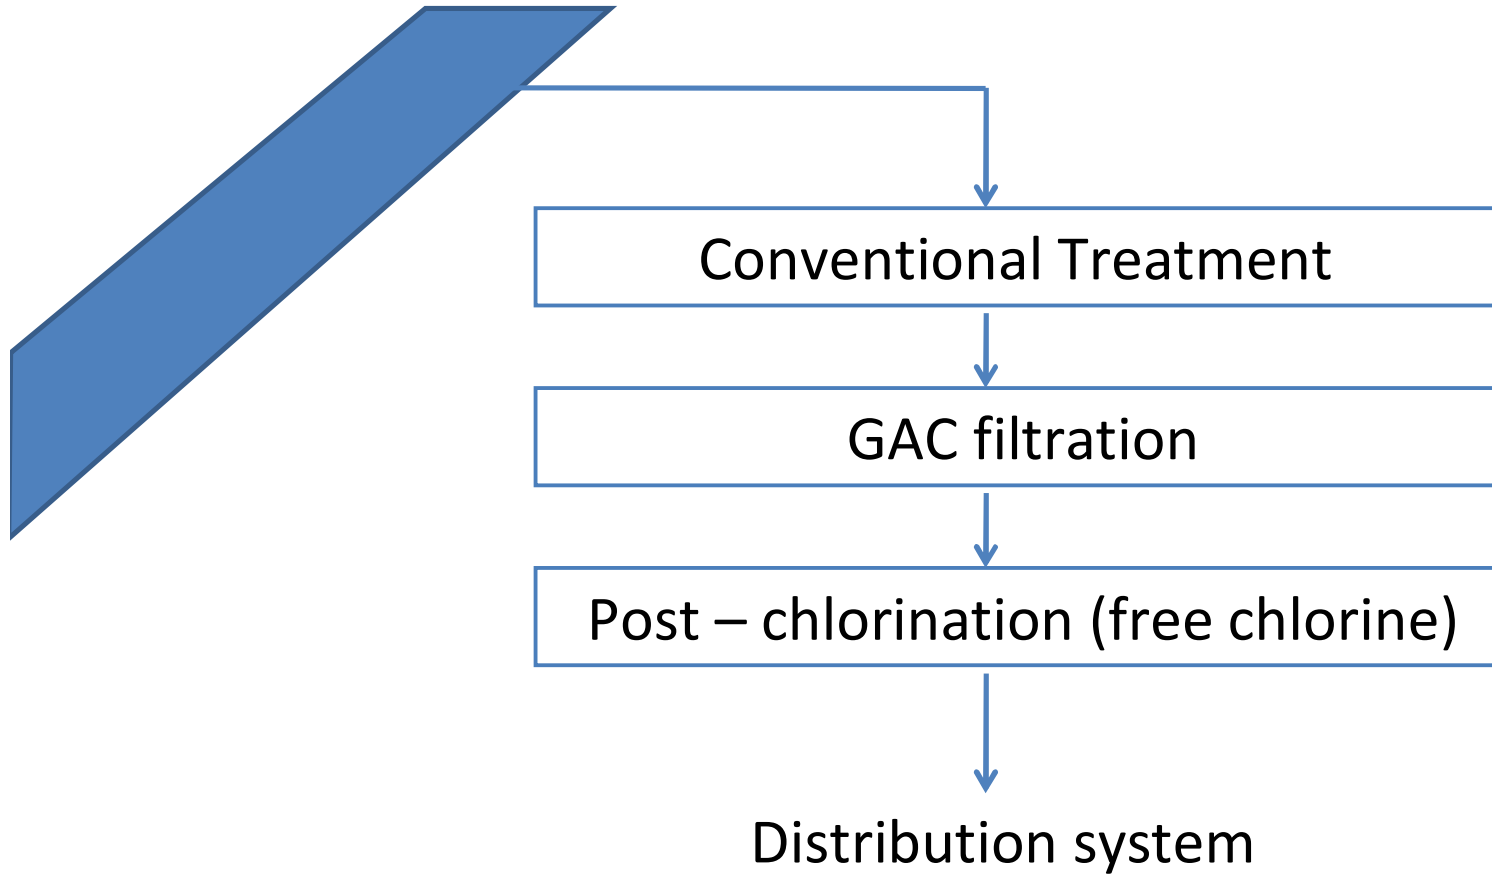 Conventional Treatment
GAC filtration
Post – chlorination (free chlorine)
Distribution system